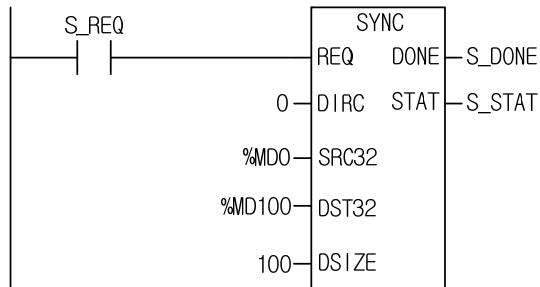 S_REQ
SYNC
REQ DONE S_DONE
0 DIRC STAT S_STAT
%MD0 SRC32
%MD100 DST32
100 DSIZE